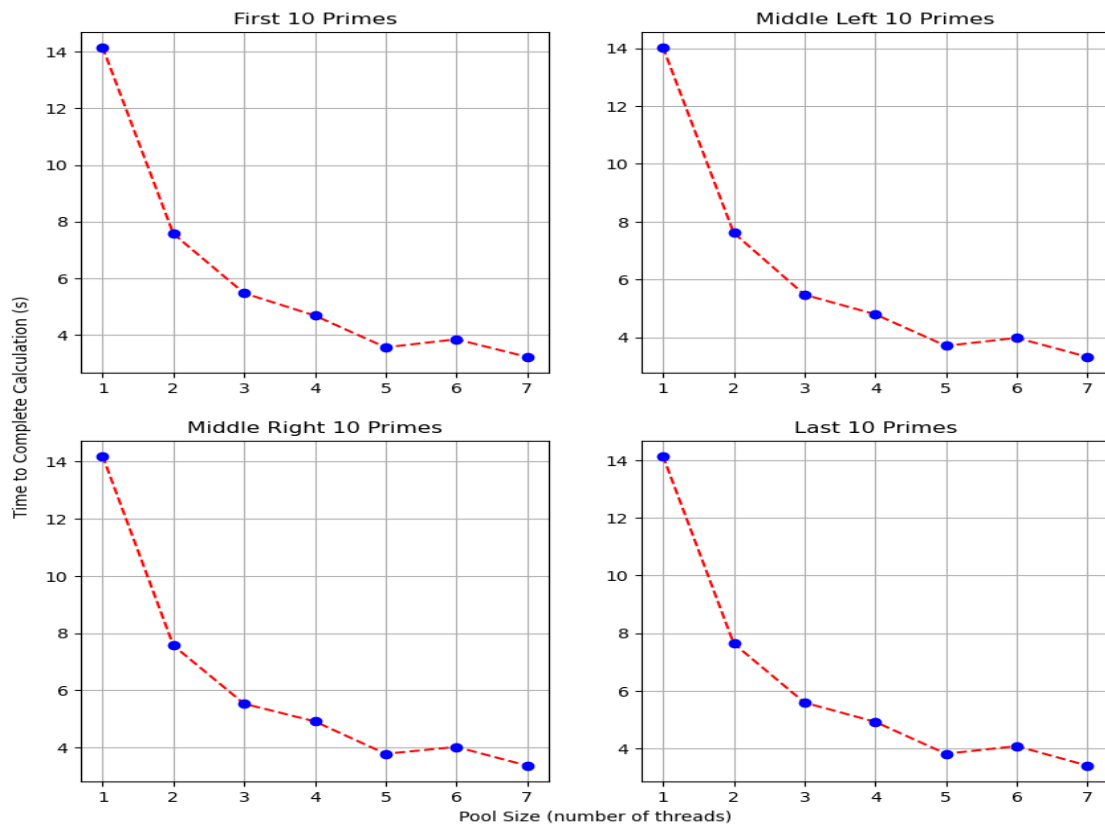 First 10 Primes
Middle Left 10 Primes
14
12
10
8
6
4
1 2 3 4 5 6 7
14
12
10
8
6
4
1 2 3 4 5 6 7
Time to Complete Calculation (s)
Middle Right 10 Primes
Last 10 Primes
14
12
10
8
6
4
1 2 3 4 5 6 7
14
12
10
8
6
4
1 2 3 4 5 6 7
Pool Size (number of threads)